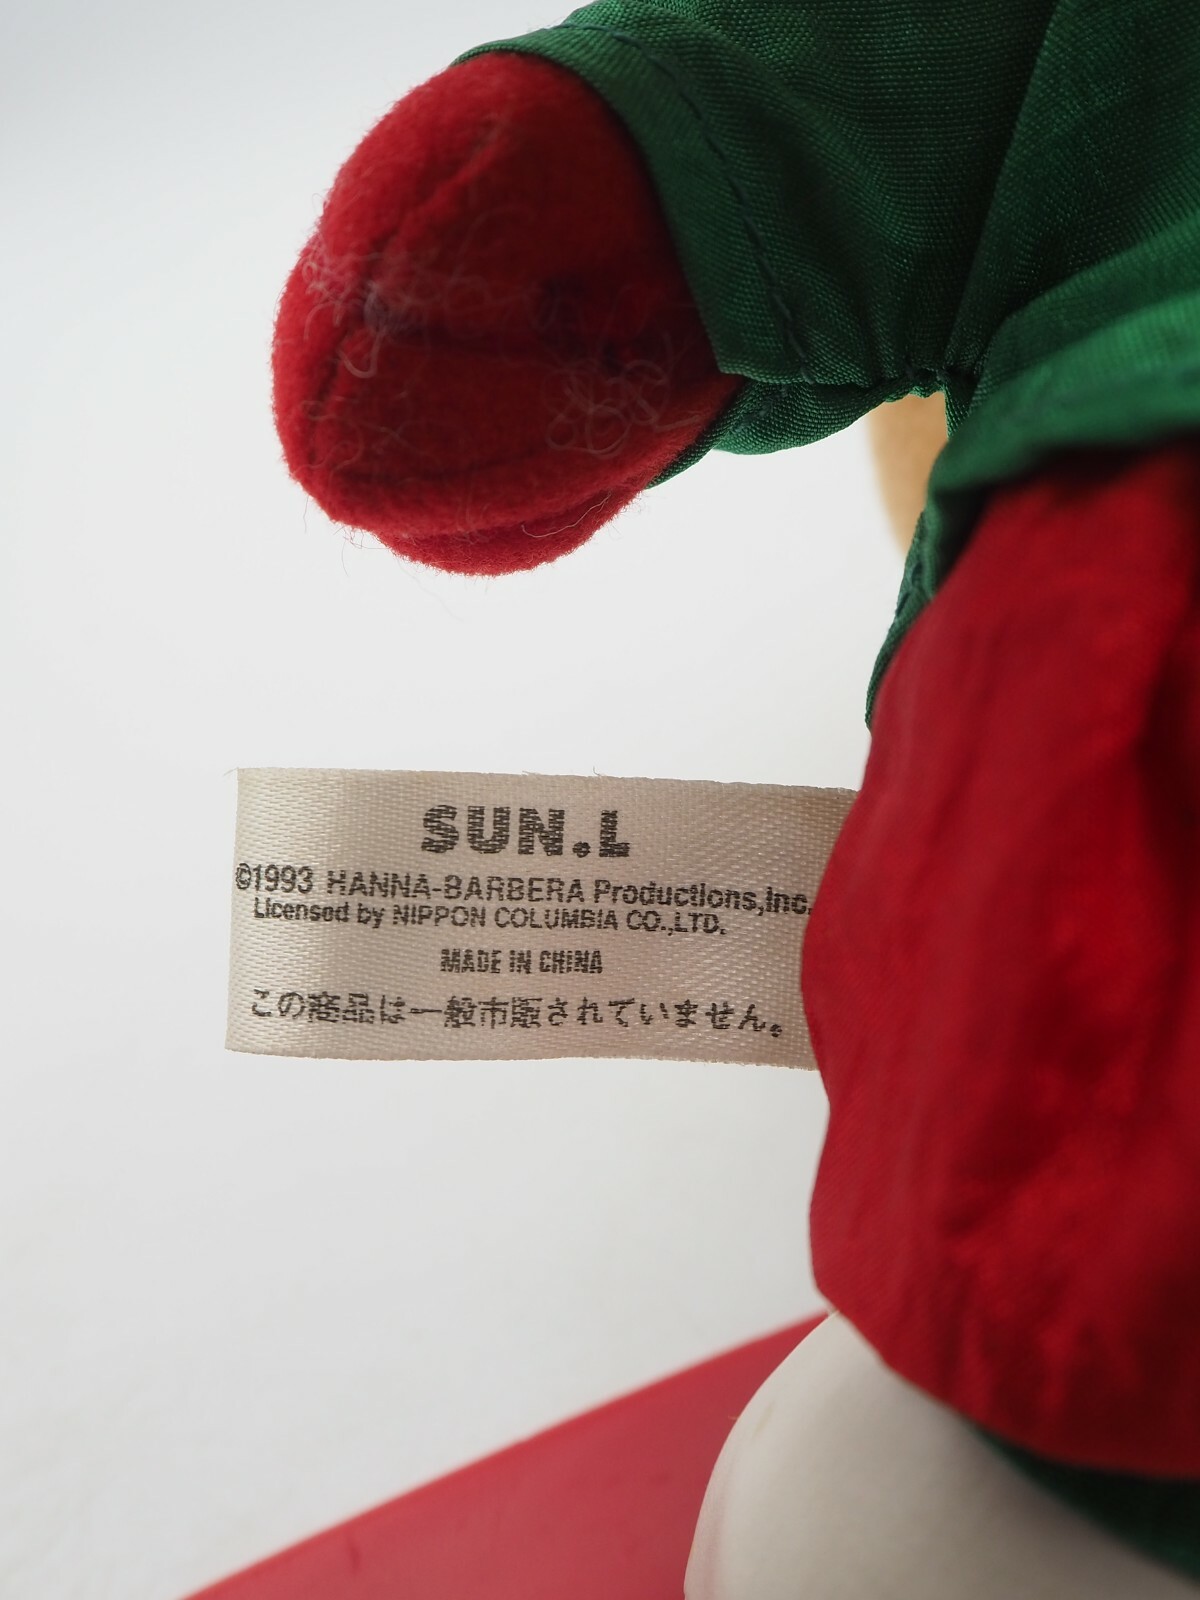 SUN.L
©1993 HANNA-BARBERA Productions,Inc.
Licensed by NIPPON COLUMBIA CO.,LTD.
MADE IN CHINA
この商品は一般市販されていません。